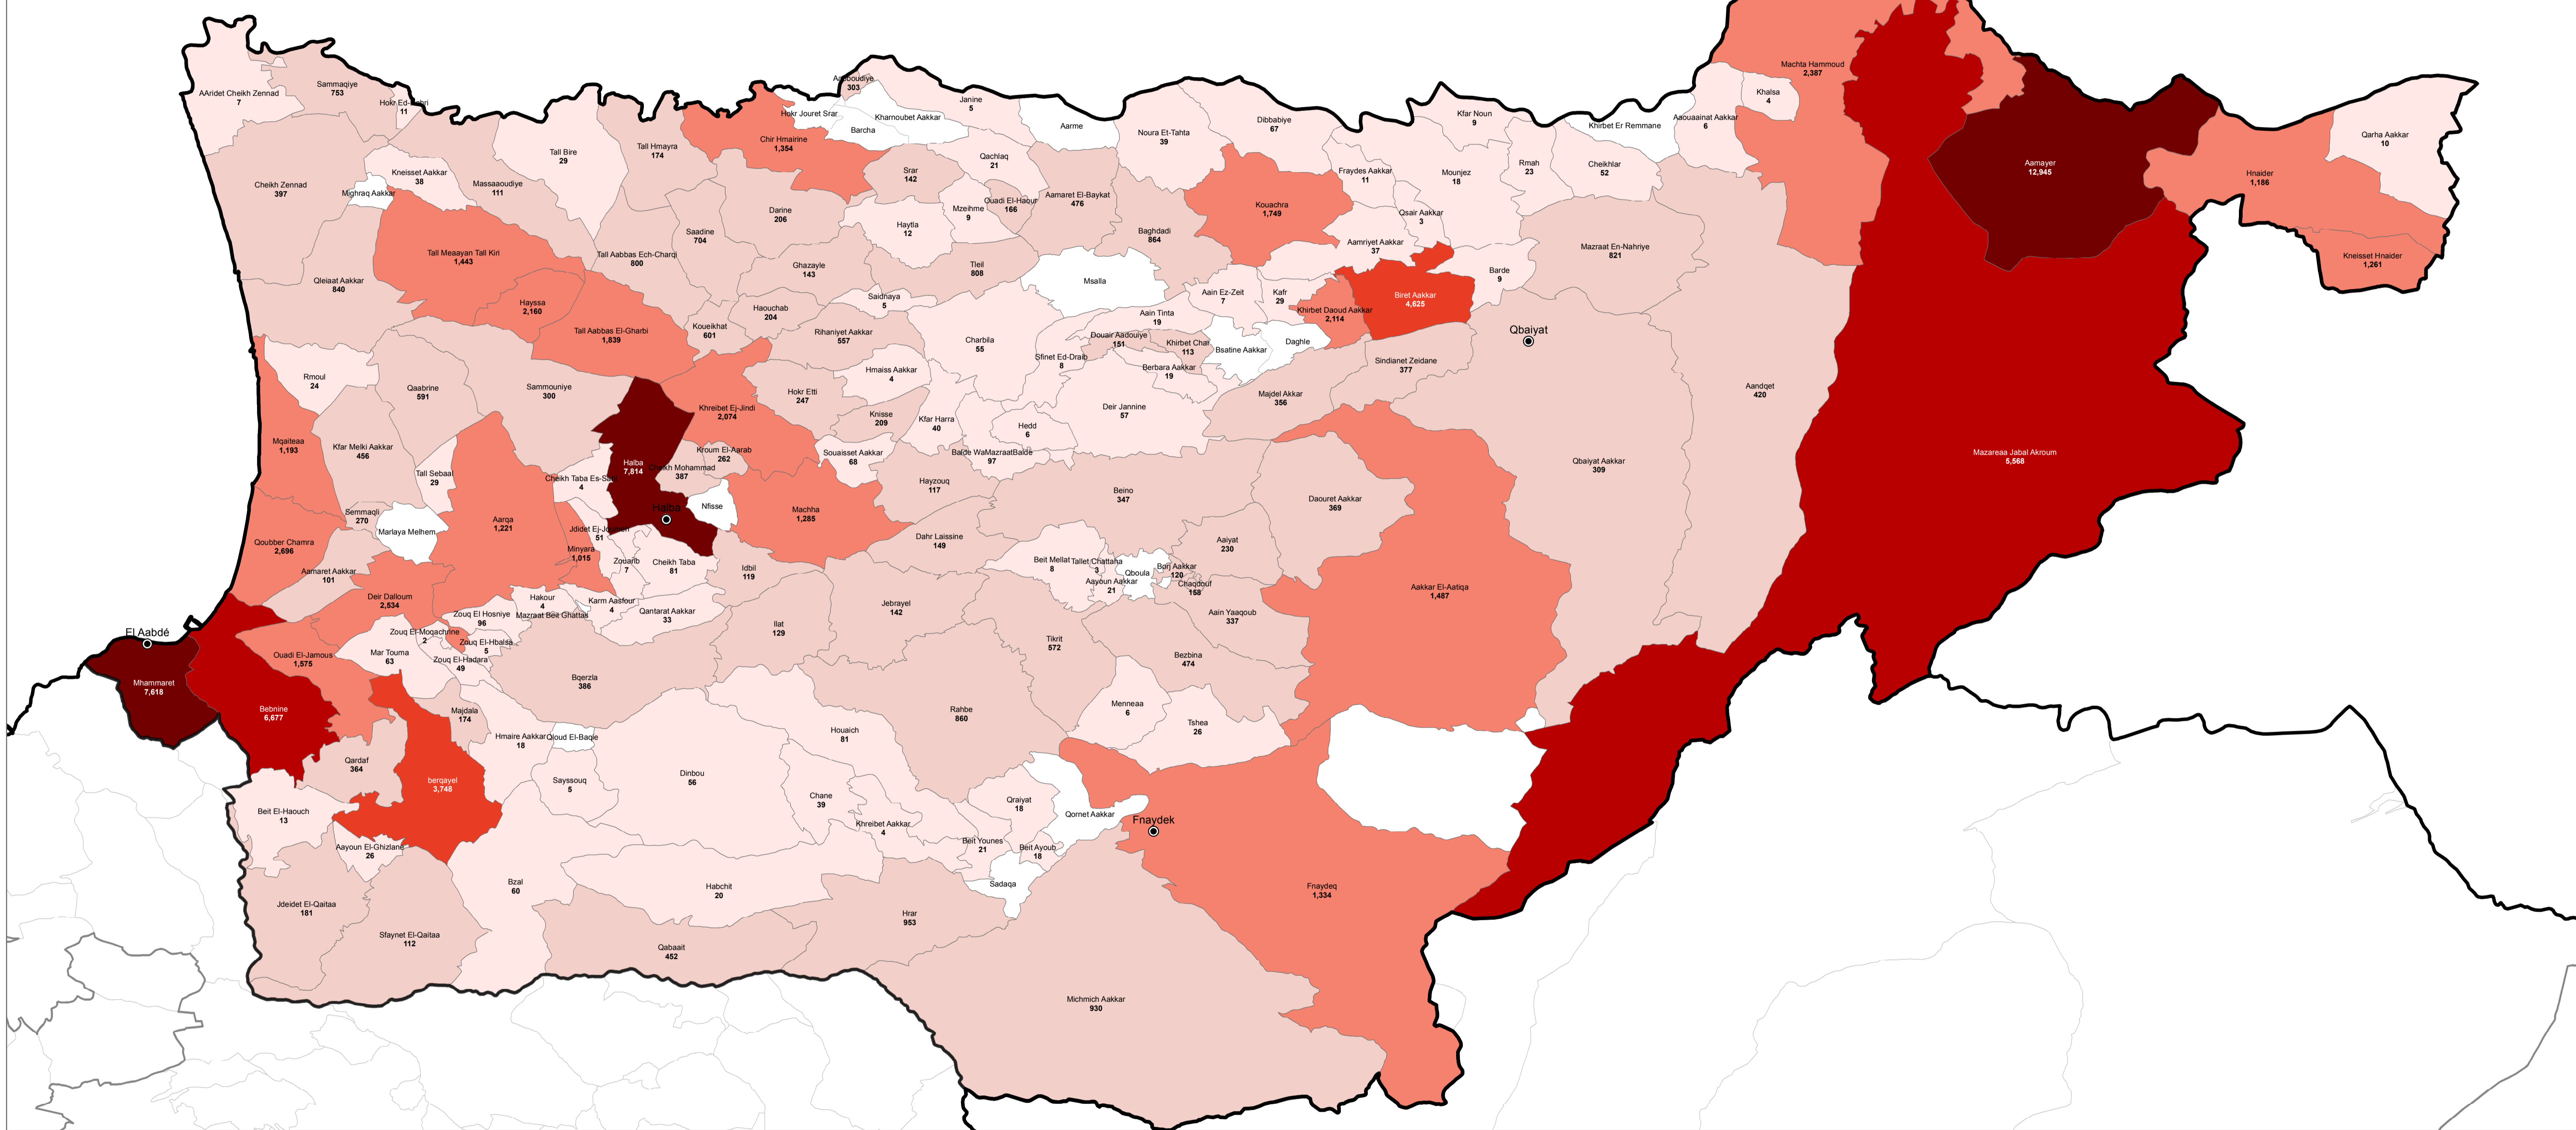 AAridet Cheikh Zennad
7
Sammaqiye
753
11
303
Janine
5
Machta Hammoud
2,387
Khalsa
4
Hokr Jouret Srar
Kharnoubet Aakkar
Barcha
Aarme
Dibbabiye
67
Kfar Noun
9
Khirbet Er Remmane
Aaouaainat Aakkar
6
Noura Et-Tahta
39
Qarha Aakkar
10
Chir Hmairine
1,354
Tall Hmayra
174
Tall Bire
29
Qachlaq
21
Rmah
23
Cheikhlar
52
Aamayer
12,945
Kneisset Aakkar
38
Massaaoudiye
111
Srar
142
Fraydes Aakkar
11
Mounjez
18
Hnaider
1,186
Cheikh Zennad
397
Mighraq Aakkar
Ouadi El-Haour
166
Aamaret El-Baykat
476
Mzeihme
9
Kouachra
1,749
Darine
206
Qsair Aakkar
3
Haytla
12
Saadine
704
Baghdadi
864
Aamriyet Aakkar
37
Mazraat En-Nahriye
821
Tall Meaayan Tall Kiri
1,443
Tall Aabbas Ech-Charqi
800
Kneisset Hnaider
1,261
Ghazayle
143
Tleil
808
Barde
9
Qleiaat Aakkar
840
Msalla
Aain Ez-Zeit
7
Kafr
29
Biret Aakkar
4,625
Saidnaya
5
Hayssa
2,160
Haouchab
204
Khirbet Daoud Aakkar
2,114
Aain Tinta
19
Koueikhat
601
Tall Aabbas El-Gharbi
1,839
Rihaniyet Aakkar
557
Qbaiyat
Douair Aadouiye
151
Charbila
55
Khirbet Char
113
Daghle
Bsatine Aakkar
Sfinet Ed-Draib
8
Sindianet Zeidane
377
Berbara Aakkar
19
Hmaiss Aakkar
4
Rmoul
24
Qaabrine
591
Sammouniye
300
Aandqet
420
Hokr Etti
247
Majdel Akkar
356
Khreibet Ej-Jindi
2,074
Deir Jannine
57
Knisse
209
Kfar Harra
40
Hedd
6
Mqaiteaa
1,193
Kfar Melki Aakkar
456
Kroum El-Aarab
262
Souaisset Aakkar
68
Balde WaMazraatBalde
97
Mazareaa Jabal Akroum
5,568
Halba
7,814
Cheikh Mohammad
387
Qbaiyat Aakkar
309
Tall Sebaal
29
4
Hayzouq
117
Beino
347
Daouret Aakkar
369
Nfisse
Machha
1,285
Halba
Semmaqli
270
Aarqa
1,221
Marlaya Melhem
51
Dahr Laissine
149
Aaiyat
230
Qoubber Chamra
2,696
Minyara
1,015
Zouarib
7
Cheikh Taba
81
Idbil
119
Beit Mellat
8
Tallet Chattaha
3
Qboula
Borj Aakkar
120
Aamaret Aakkar
101
Aayoun Aakkar
21
Chaqdouf
158
Aakkar El-Aatiqa
1,487
Deir Dalloum
2,534
Hakour
4
Karm Aasfour
4
Jebrayel
142
Qantarat Aakkar
33
Zouq El Hosniye
96
Mazraat Beit Ghattas
Aain Yaaqoub
337
Ilat
129
El Aabdé
Zouq El-Moqachrine
2
Zouq El-Hbalsa
5
Tikrit
572
Mar Touma
63
Ouadi El-Jamous
1,575
Zouq El-Hadara
49
Bezbina
474
Bqerzla
386
Mhammaret
7,618
Menneaa
6
Bebnine
6,677
Majdala
174
Rahbe
860
Tshea
26
Houaich
81
Hmaire Aakkar
18
Qloud El-Baqie
Qardaf
364
Dinbou
56
berqayel
3,748
Sayssouq
5
Chane
39
Qraiyat
18
Beit El-Haouch
13
Qornet Aakkar
Fnaydek
Khreibet Aakkar
4
Beit Younes
21
Beit Ayoub
18
Aayoun El-Ghizlane
26
Bzal
60
Habchit
20
Sadaqa
Fnaydeq
1,334
Jdeidet El-Qaitaa
181
Hrar
953
Sfaynet El-Qaitaa
112
Qabaait
452
Michmich Aakkar
930